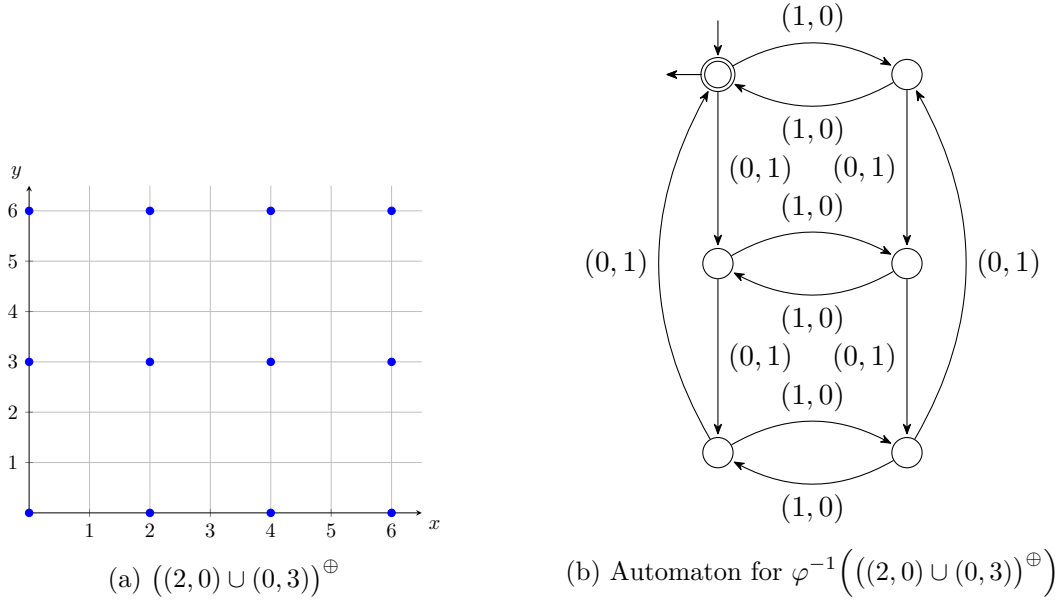 y
6
5
4
3
2
1
1 2 3 4 5 6 x
(a) ((2, 0) ∪ (0, 3))^⊕
(1, 0)
(1, 0)
(0, 1) (0, 1)
(1, 0)
(0, 1) (0, 1)
(1, 0)
(0, 1) (0, 1)
(1, 0)
(1, 0)
(b) Automaton for φ^{-1}(((2, 0) ∪ (0, 3))^⊕)